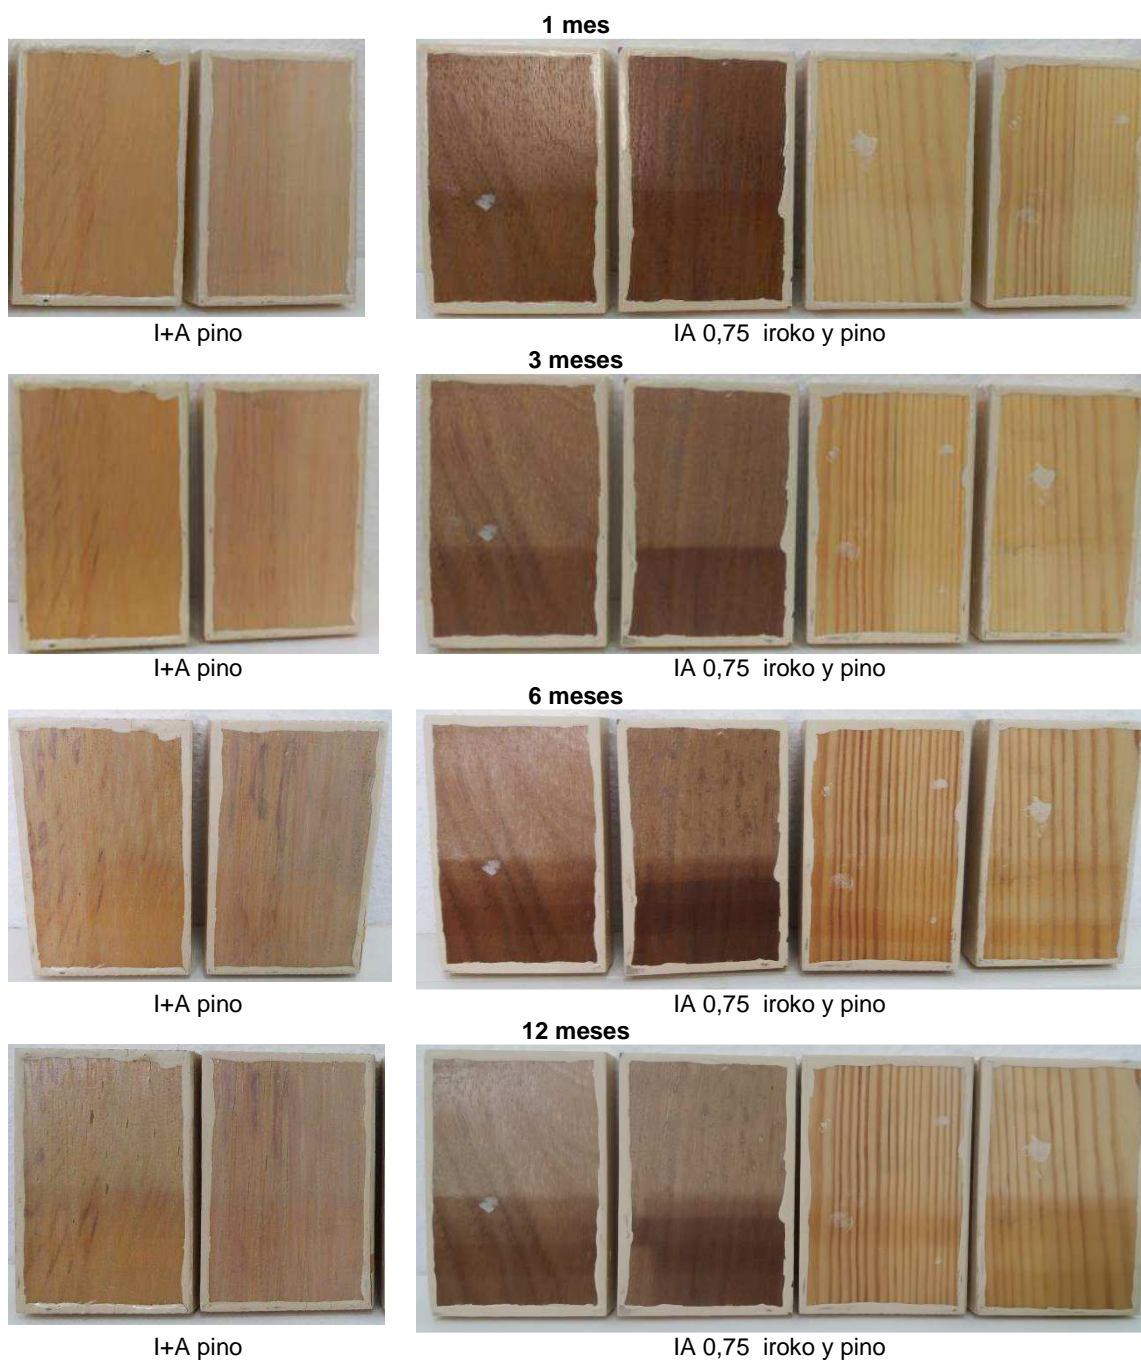 1 mes
I+A pino
IA 0,75 iroko y pino
3 meses
I+A pino
IA 0,75 iroko y pino
6 meses
I+A pino
IA 0,75 iroko y pino
12 meses
I+A pino
IA 0,75 iroko y pino